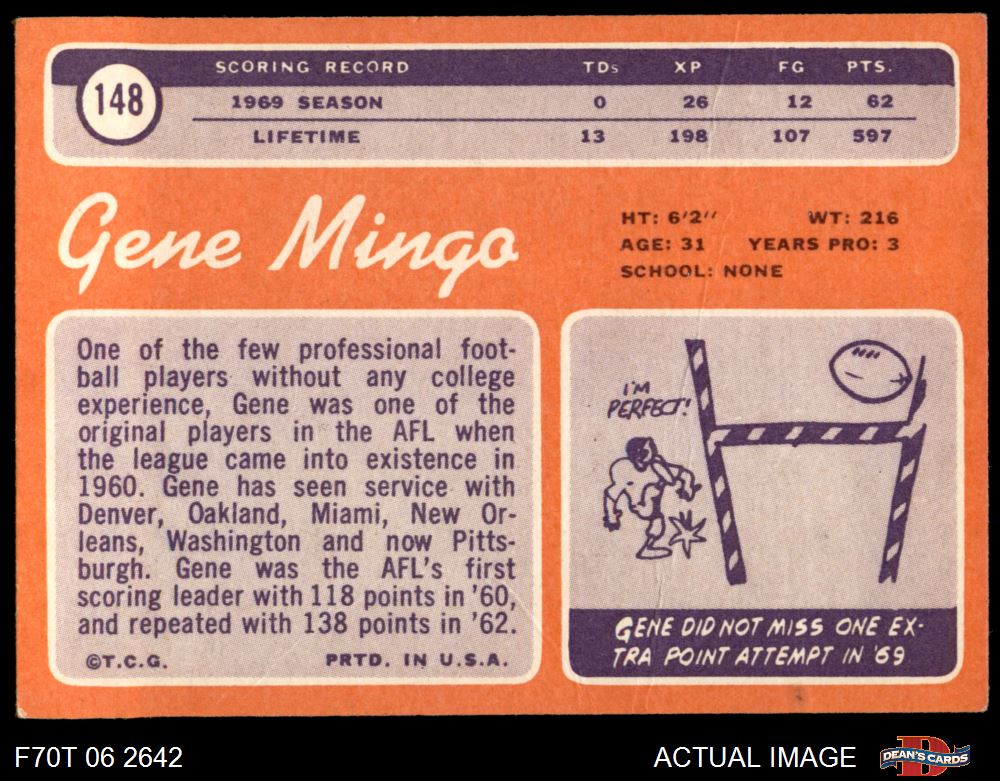 148
SCORING RECORD TDs XP FG PTS.
1969 SEASON 0 26 12 62
LIFETIME 13 198 107 597
Gene Mingo
HT: 6'2" WT: 216
AGE: 31 YEARS PRO: 3
SCHOOL: NONE
One of the few professional foot-
ball players without any college
experience, Gene was one of the
original players in the AFL when
the league came into existence in
1960. Gene has seen service with
Denver, Oakland, Miami, New Or-
leans, Washington and now Pitts-
burgh. Gene was the AFL's first
scoring leader with 118 points in '60,
and repeated with 138 points in '62.
©T.C.G. PRTD. IN U.S.A.
I'M
PERFECT!
GENE DID NOT MISS ONE EX-
TRA POINT ATTEMPT IN '69
F70T 06 2642 ACTUAL IMAGE DEAN'S CARDS